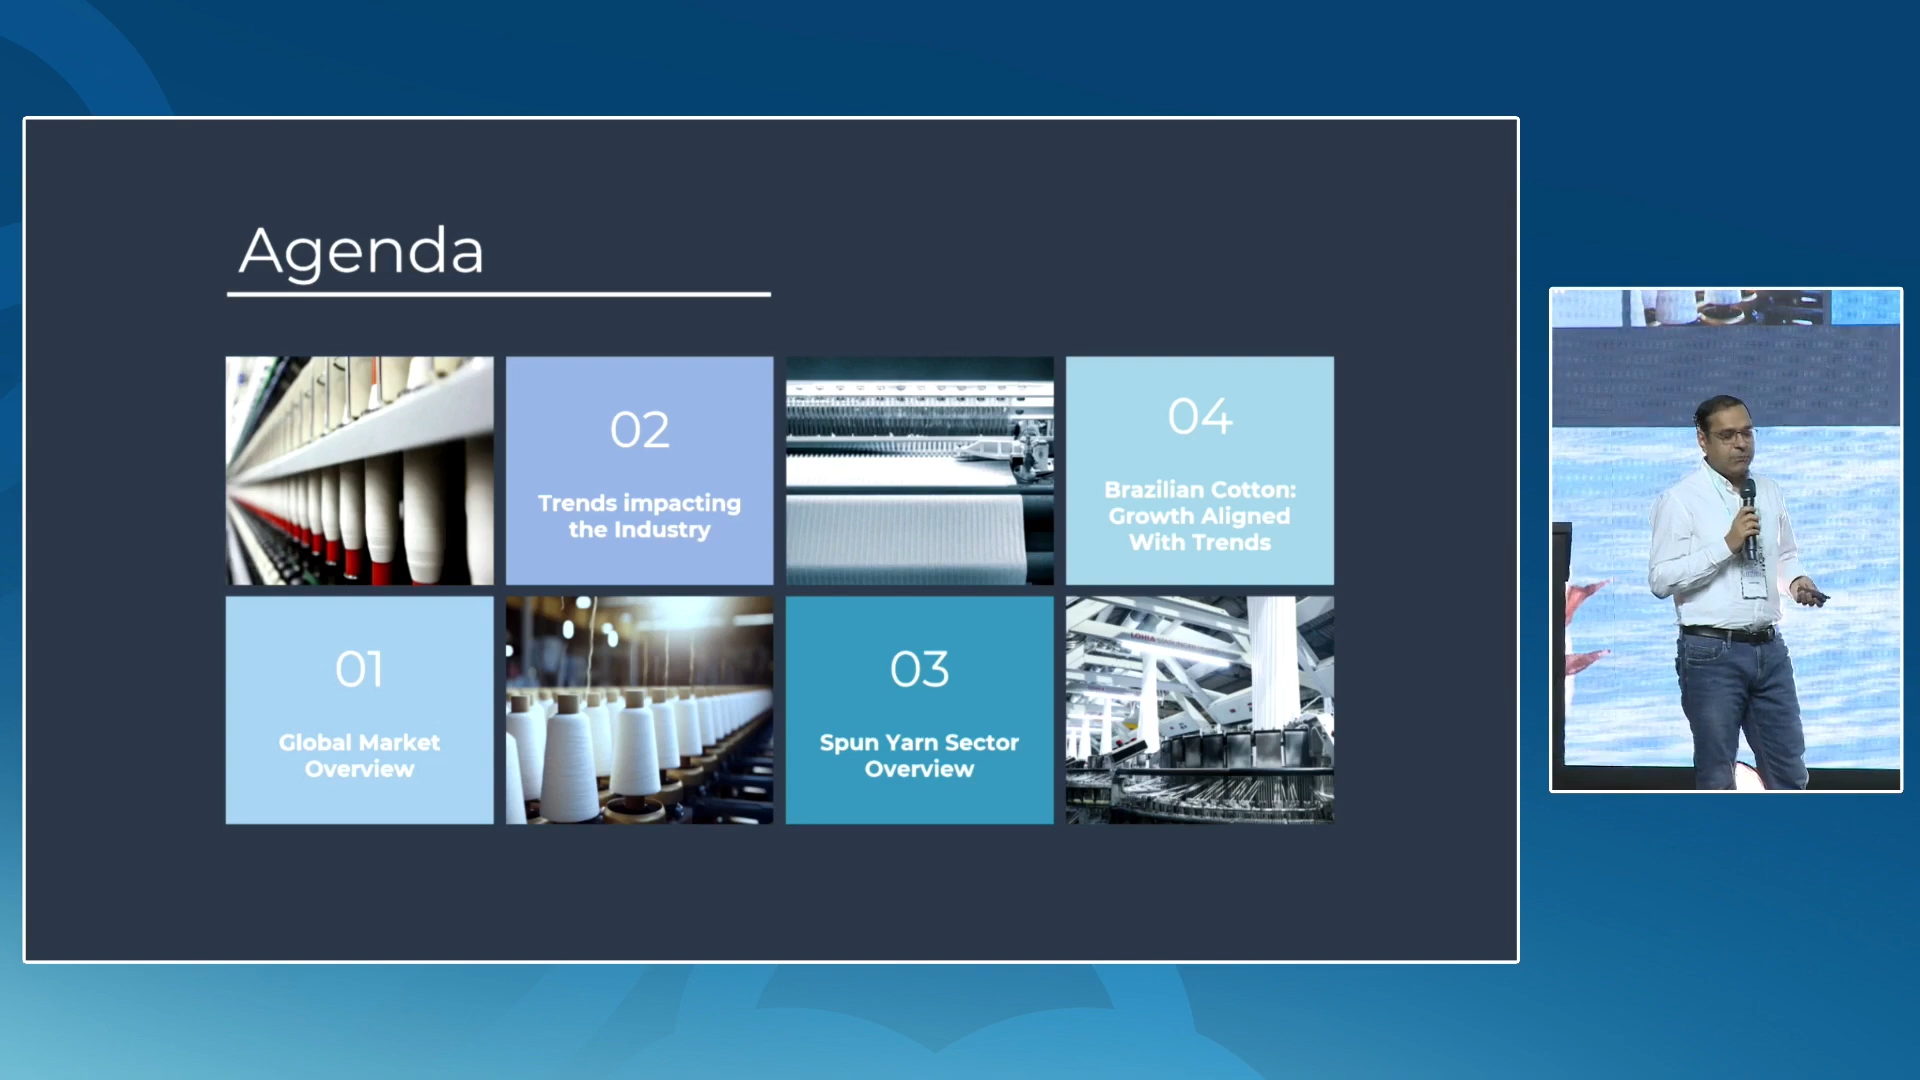 Agenda
02
Trends impacting
the Industry
04
Brazilian Cotton:
Growth Aligned
With Trends
01
Global Market
Overview
03
Spun Yarn Sector
Overview
LOHIA